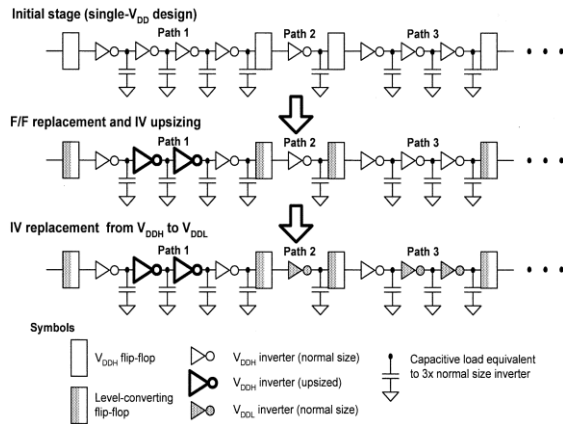 Initial stage (single-VDD design)
Path 1
Path 2
Path 3
F/F replacement and IV upsizing
Path 1
Path 2
Path 3
IV replacement from VDDH to VDDL
Path 1
Path 2
Path 3
Symbols
VDDH flip-flop
Level-converting
flip-flop
VDDH inverter (normal size)
VDDH inverter (upsized)
VDDL inverter (normal size)
Capacitive load equivalent
to 3x normal size inverter